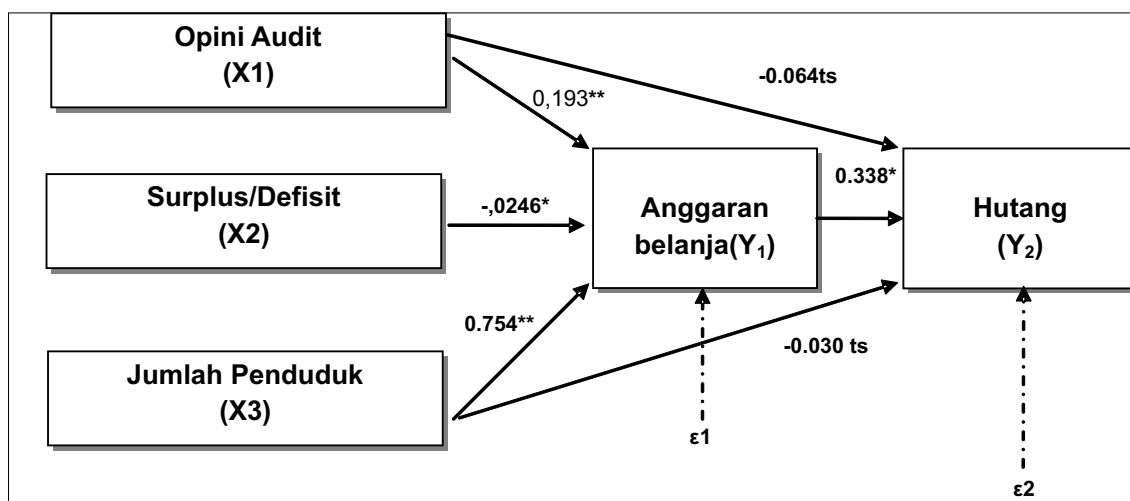 Opini Audit
(X1)
-0.064ts
0,193**
Surplus/Defisit
(X2)
-,0246*
Anggaran
belanja(Y₁)
0.338*
Hutang
(Y₂)
0.754**
-0.030 ts
Jumlah Penduduk
(X3)
ε1
ε2